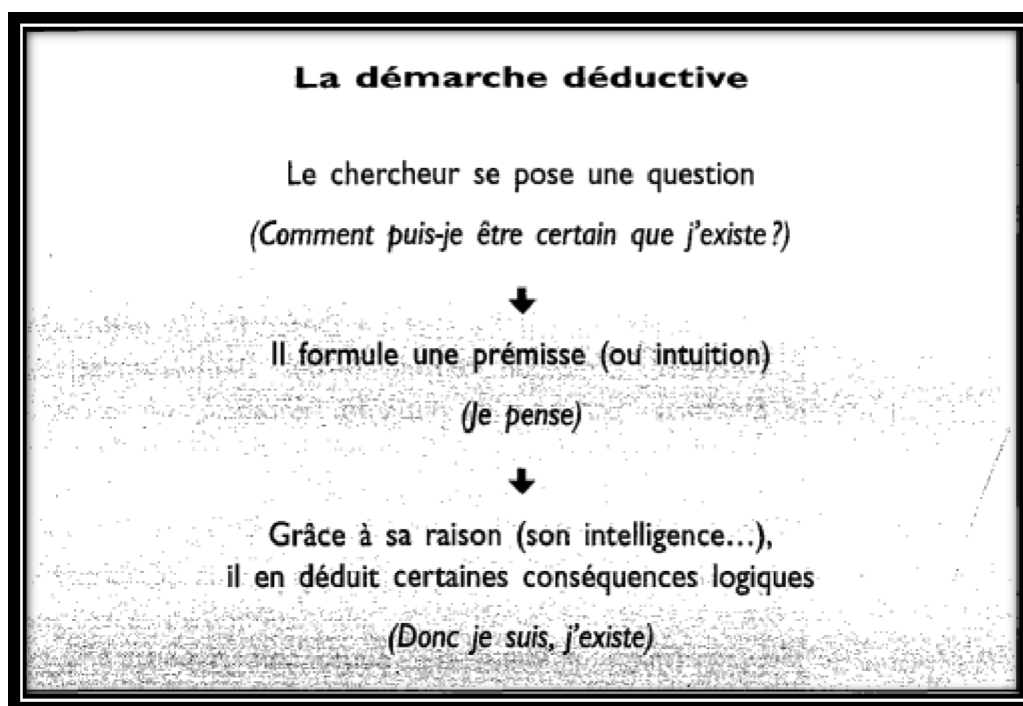 La démarche déductive
Le chercheur se pose une question
(Comment puis-je être certain que j'existe?)
Il formule une prémisse (ou intuition)
(Je pense)
Grâce à sa raison (son intelligence...),
il en déduit certaines conséquences logiques
(Donc je suis, j'existe)